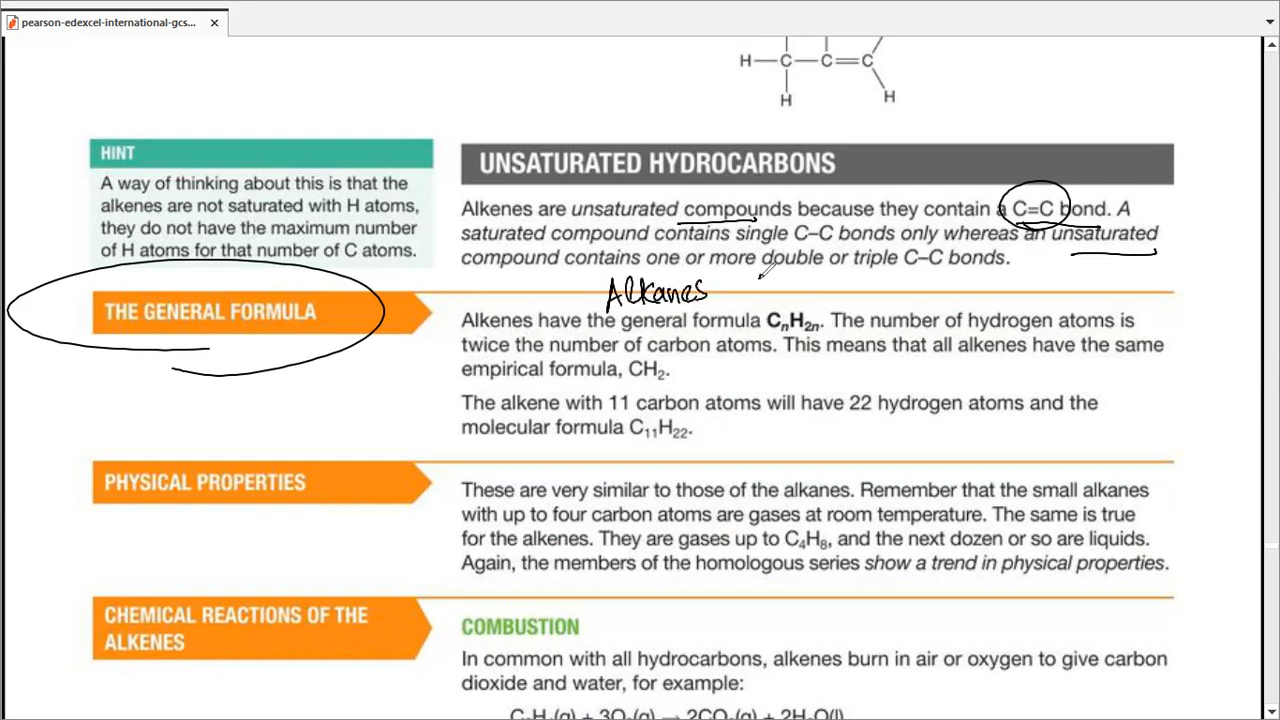 pearson-edexcel-international-gcs...
H C C C
H H
HINT
A way of thinking about this is that the
alkenes are not saturated with H atoms,
they do not have the maximum number
of H atoms for that number of C atoms.
UNSATURATED HYDROCARBONS
Alkenes are unsaturated compounds because they contain a C=C bond. A
saturated compound contains single C–C bonds only whereas an unsaturated
compound contains one or more double or triple C–C bonds.
Alkanes
THE GENERAL FORMULA
Alkenes have the general formula CₙH₂ₙ. The number of hydrogen atoms is
twice the number of carbon atoms. This means that all alkenes have the same
empirical formula, CH₂.
The alkene with 11 carbon atoms will have 22 hydrogen atoms and the
molecular formula C₁₁H₂₂.
PHYSICAL PROPERTIES
These are very similar to those of the alkanes. Remember that the small alkanes
with up to four carbon atoms are gases at room temperature. The same is true
for the alkenes. They are gases up to C₄H₈, and the next dozen or so are liquids.
Again, the members of the homologous series show a trend in physical properties.
CHEMICAL REACTIONS OF THE
ALKENES
COMBUSTION
In common with all hydrocarbons, alkenes burn in air or oxygen to give carbon
dioxide and water, for example: